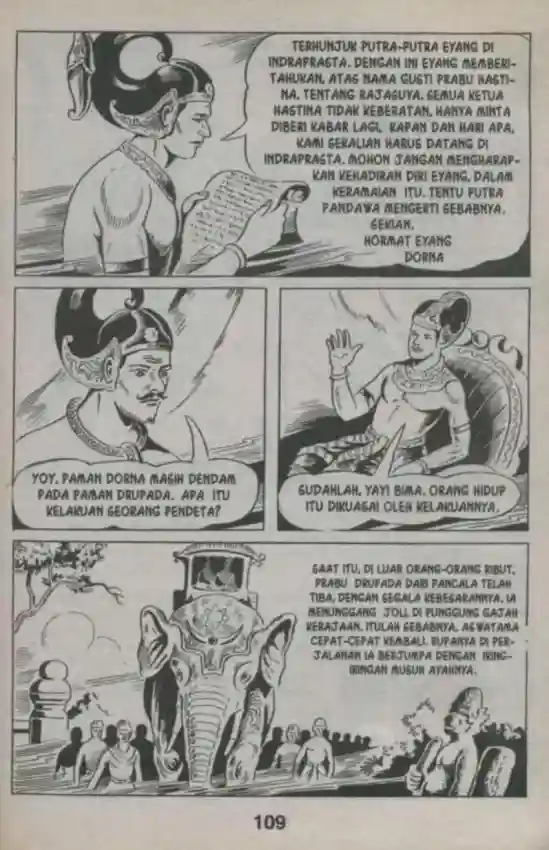 TERHUNJUK PUTRA-PUTRA EYANG DI
INDRAPRASTA. DENGAN INI EYANG MEMBERI-
TAHUKAN, ATAS NAMA GUSTI PRABU HASTI-
NA, TENTANG RAJASUYA. SEMUA KETUA
HASTINA TIDAK KEBERATAN. HANYA MINTA
DIBERI KABAR LAGI, KAPAN DAN HARI APA,
KAMI SEKALIAN HARUS DATANG DI
INDRAPRASTA. MOHON JANGAN MENGHARAP-
KAN KEHADIRAN DIRI EYANG, DALAM
KERAMAIAN ITU. TENTU PUTRA
PANDAWA MENGERTI SEBABNYA.
SEKIAN.
HORMAT EYANG
DORNA
YOY. PAMAN DORNA MASIH DENDAM
PADA PAMAN DRUPADA. APA ITU
KELAKUAN SEORANG PENDETA?
SUDAHLAH, YAYI BIMA. ORANG HIDUP
ITU DIKUASAI OLEH KELAKUANNYA.
SAAT ITU, DI LUAR ORANG-ORANG RIBUT.
PRABU DRUPADA DARI PANCALA TELAH
TIBA, DENGAN SEGALA KEBESARANNYA. IA
MENUNGGANG JOLI DI PUNGGUNG GAJAH
KERAJAAN. ITULAH SEBABNYA, ASWATAMA
CEPAT-CEPAT KEMBALI. RUPANYA DI PER-
JALANAN IA BERJUMPA DENGAN IRING-
IRINGAN MUSUH AYAHNYA.
109